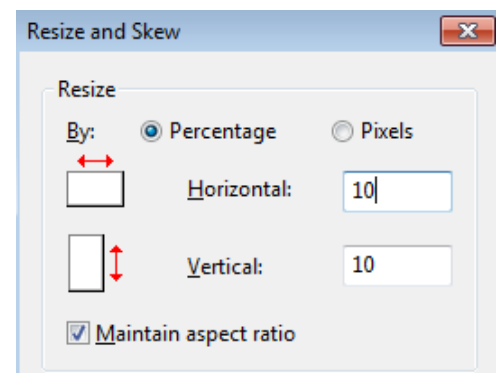 Resize and Skew
Resize
By: Percentage Pixels
Horizontal: 10
Vertical: 10
Maintain aspect ratio